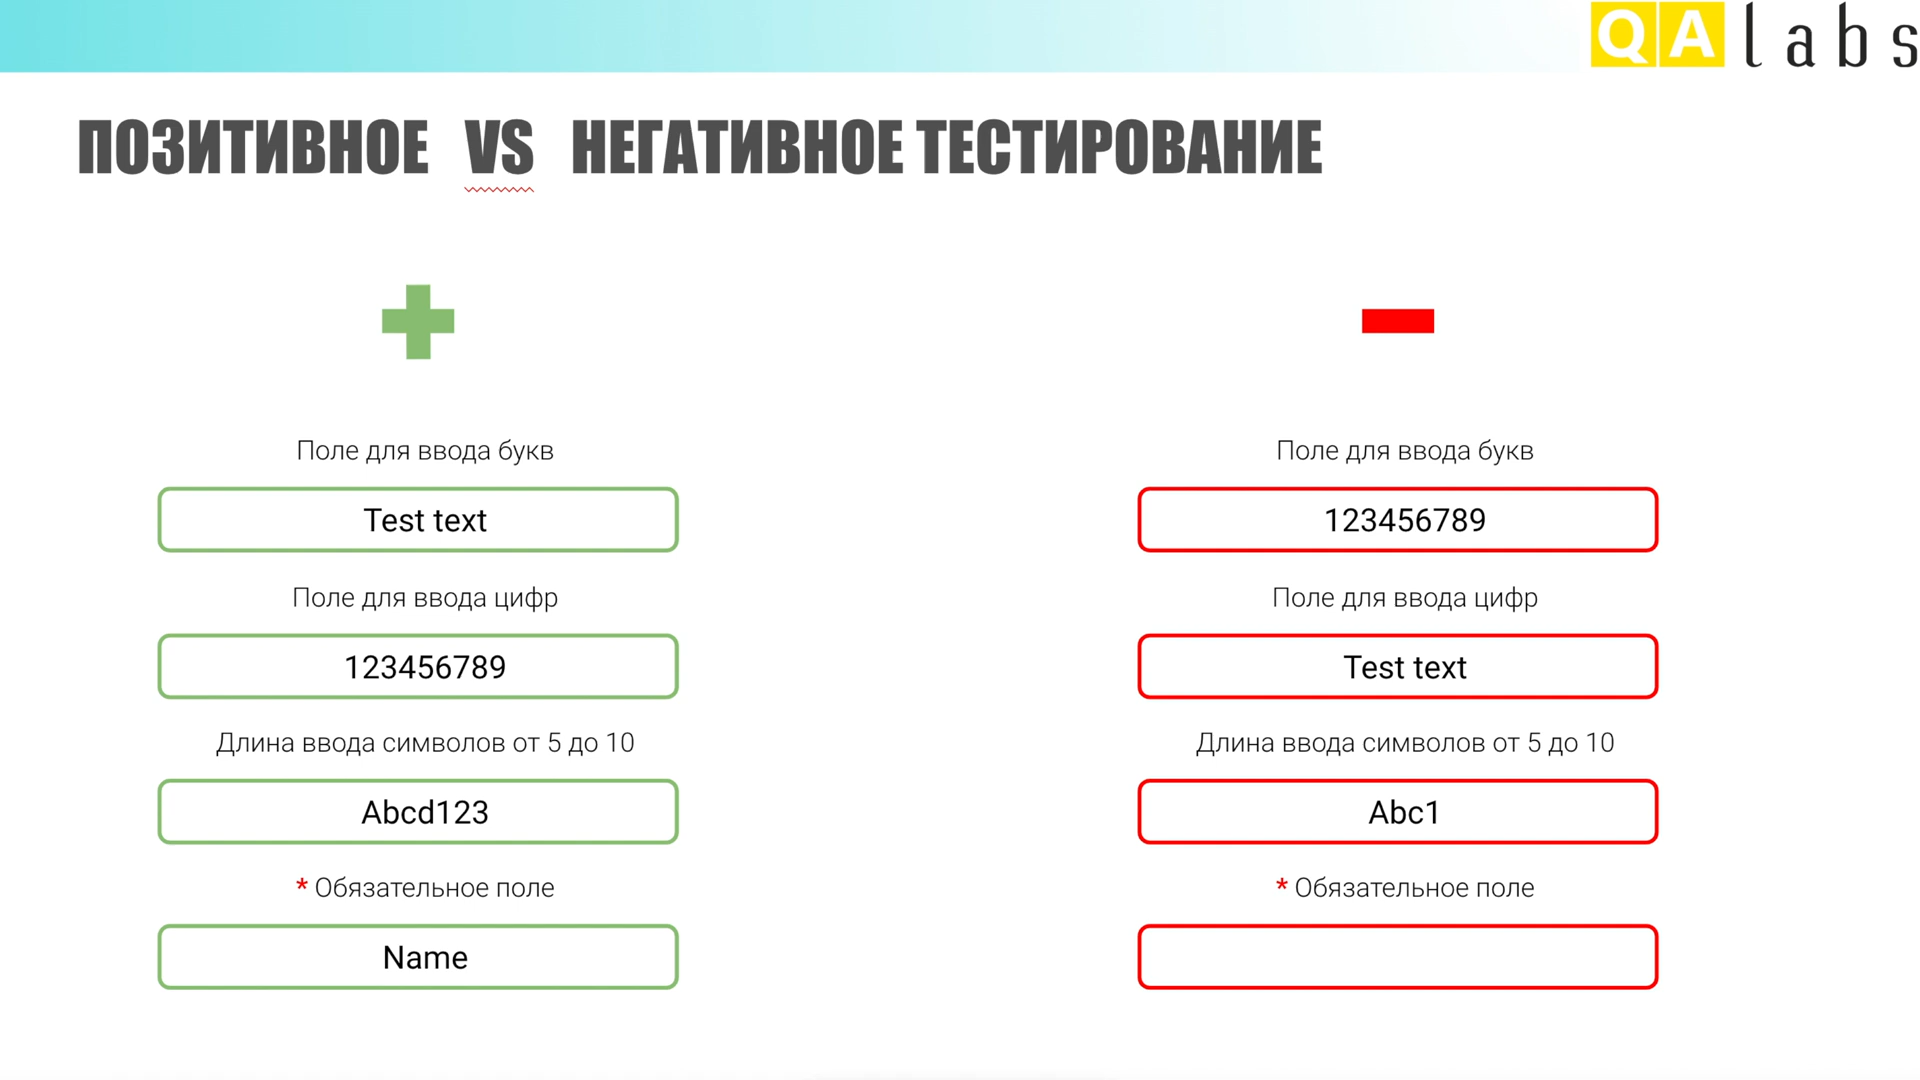 QA labs
ПОЗИТИВНОЕ VS НЕГАТИВНОЕ ТЕСТИРОВАНИЕ
Поле для ввода букв
Test text
Поле для ввода цифр
123456789
Длина ввода символов от 5 до 10
Abcd123
* Обязательное поле
Name
Поле для ввода букв
123456789
Поле для ввода цифр
Test text
Длина ввода символов от 5 до 10
Abc1
* Обязательное поле